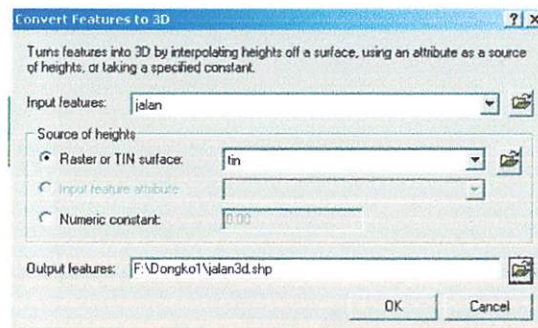 Convert Features to 3D
Turns features into 3D by interpolating heights off a surface, using an attribute as a source
of heights, or taking a specified constant.
Input features: jalan
Source of heights
Raster or TIN surface: tin
Input feature attribute
Numeric constant: 0.00
Output features: F:\Dongko1\jalan3d.shp
OK Cancel